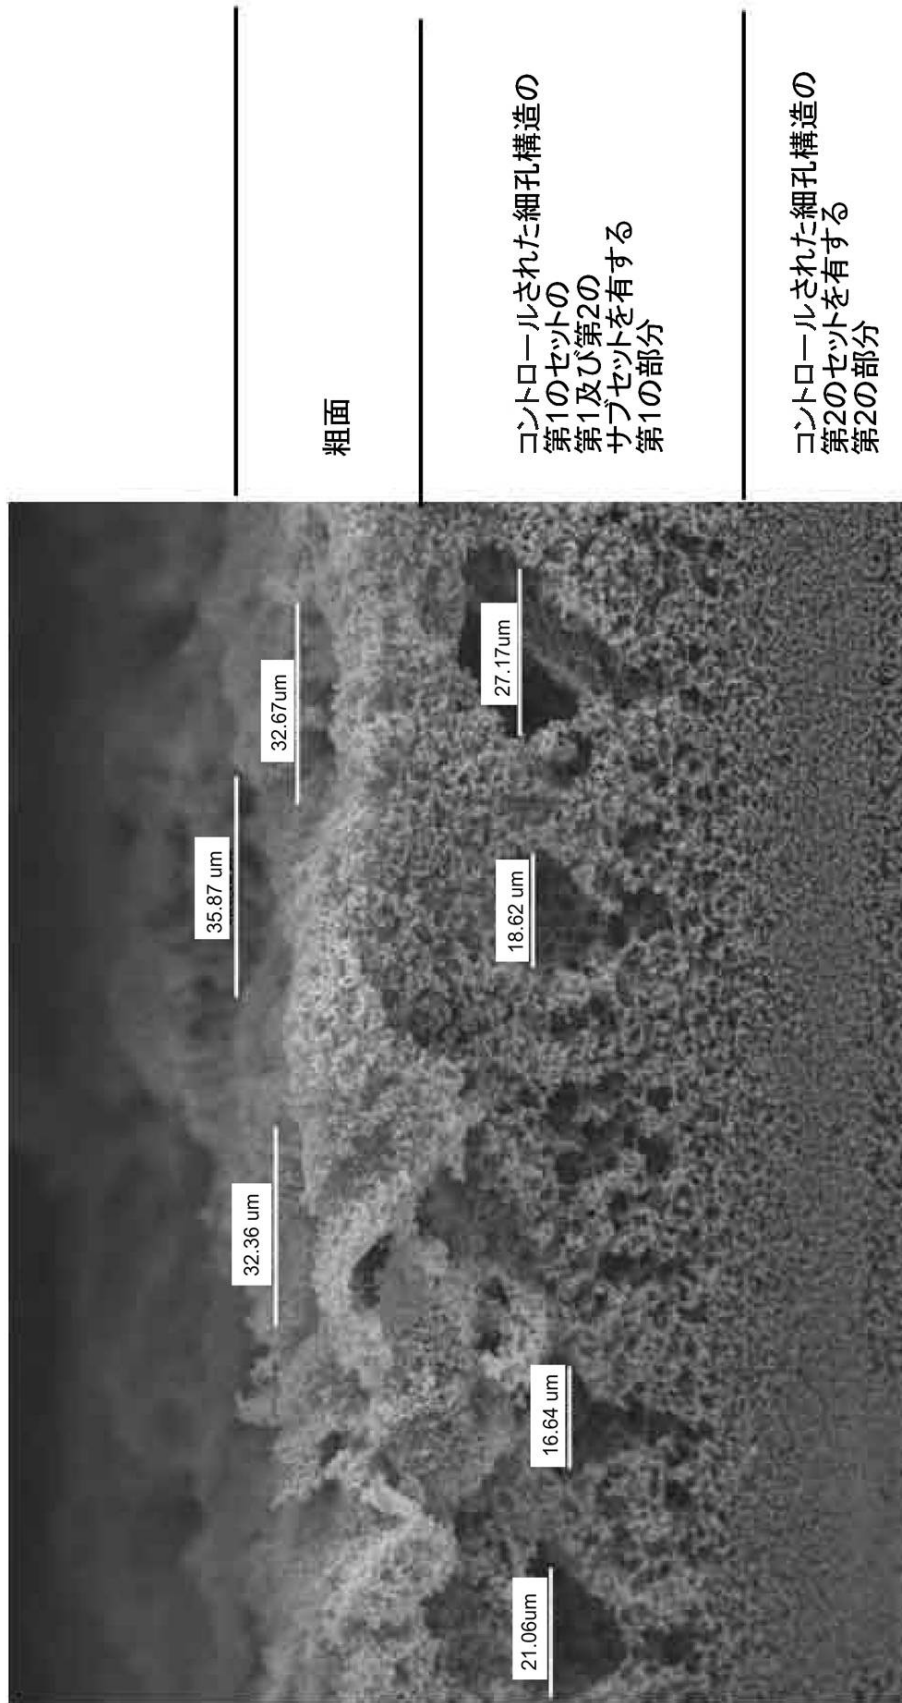 粗面
コントロールされた細孔構造の
第1のセットの
第1及び第2の
サブセットを有する
第1の部分
コントロールされた細孔構造の
第2のセットを有する
第2の部分
35.87 um
32.67um
32.36 um
27.17um
18.62 um
16.64 um
21.06um